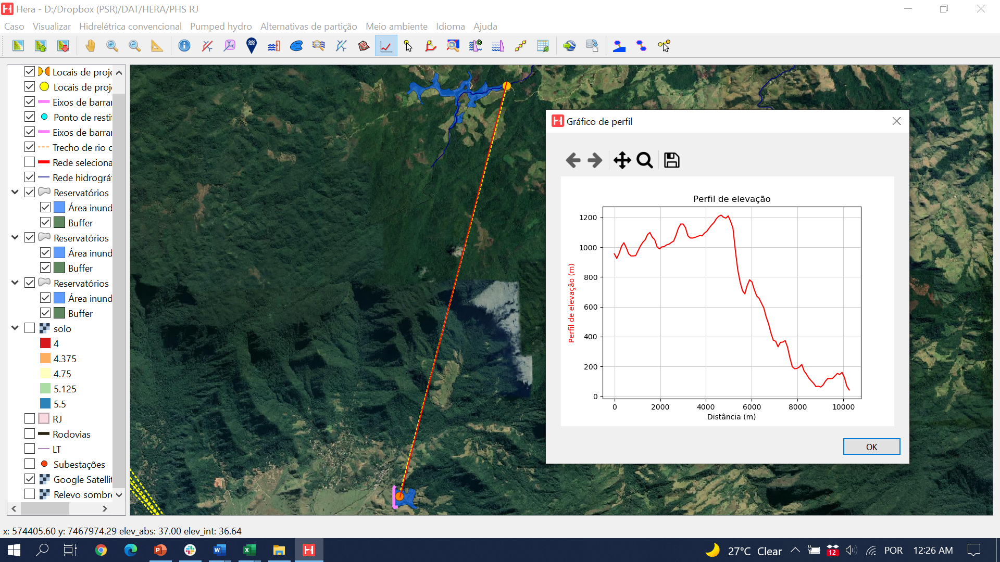 Hera - D:/Dropbox (PSR)/DAT/HERA/PHS RJ
Caso Visualizar Hidrelétrica convencional Pumped hydro Alternativas de partição Meio ambiente Idioma Ajuda
Locais de proje
Locais de proj
Eixos de barrar
Ponto de restit
Eixos de barrar
Trecho de rio c
Rede seleciona
Rede hidrográf
Reservatórios
Área inund
Buffer
Reservatórios
Área inund
Buffer
Reservatórios
Área inund
Buffer
solo
4
4.375
4.75
5.125
5.5
RJ
Rodovias
LT
Subestações
Google Satellit
Relevo sombre
Gráfico de perfil
Perfil de elevação
Perfil de elevação (m)
1200
1000
800
600
400
200
0
0 2000 4000 6000 8000 10000
Distância (m)
OK
x: 574405.60 y: 7467974.29 elev_abs: 37.00 elev_int: 36.64
27°C Clear 12 POR 12:26 AM